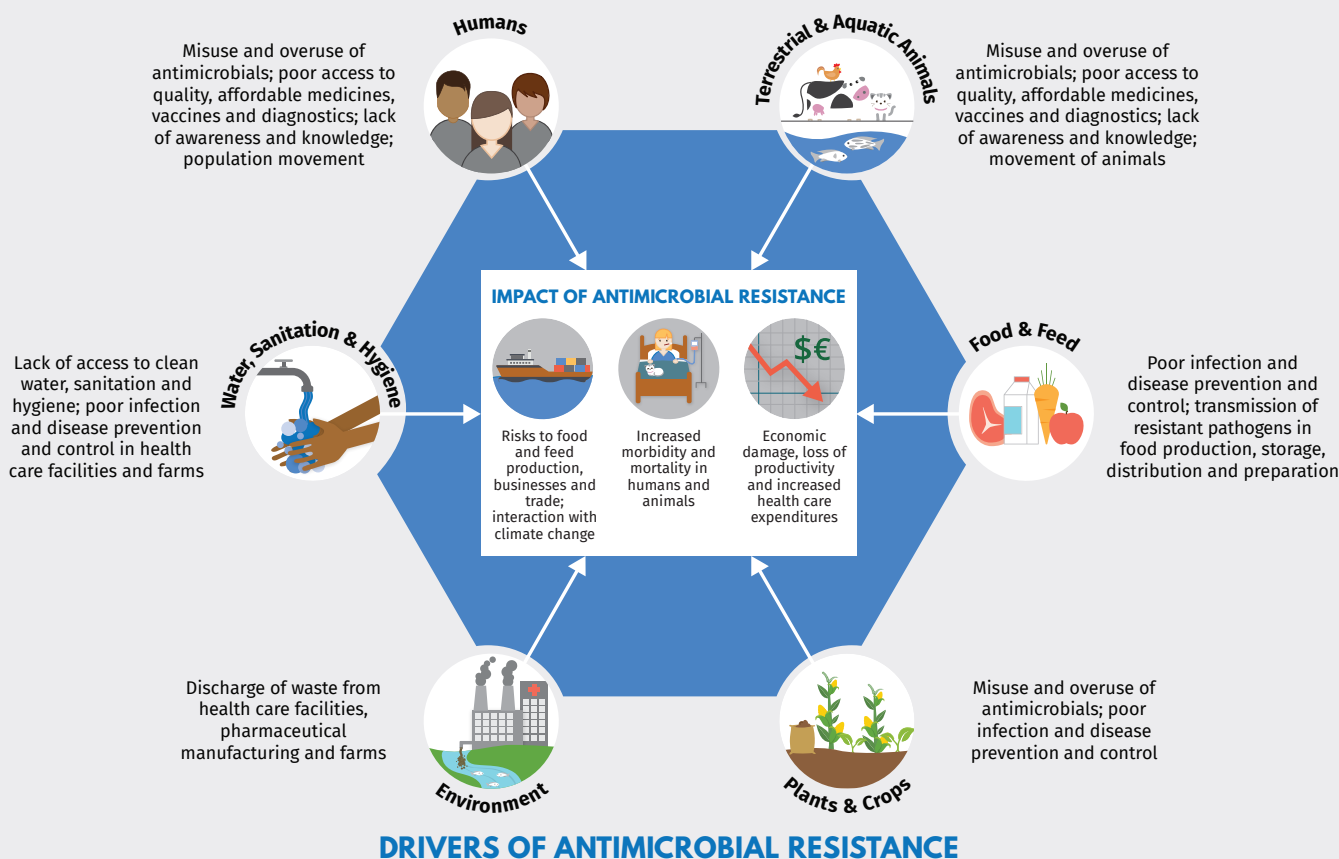 Humans
Misuse and overuse of
antimicrobials; poor access to
quality, affordable medicines,
vaccines and diagnostics; lack
of awareness and knowledge;
population movement
Terrestrial & Aquatic Animals
Misuse and overuse of
antimicrobials; poor access to
quality, affordable medicines,
vaccines and diagnostics; lack
of awareness and knowledge;
movement of animals
Water, Sanitation & Hygiene
Lack of access to clean
water, sanitation and
hygiene; poor infection
and disease prevention
and control in health
care facilities and farms
IMPACT OF ANTIMICROBIAL RESISTANCE
$€
Risks to food
and feed
production,
businesses and
trade;
interaction with
climate change
Increased
morbidity and
mortality in
humans and
animals
Economic
damage, loss of
productivity
and increased
health care
expenditures
Food & Feed
Poor infection and
disease prevention and
control; transmission of
resistant pathogens in
food production, storage,
distribution and preparation
Discharge of waste from
health care facilities,
pharmaceutical
manufacturing and farms
Environment
Misuse and overuse of
antimicrobials; poor
infection and disease
prevention and control
Plants & Crops
DRIVERS OF ANTIMICROBIAL RESISTANCE